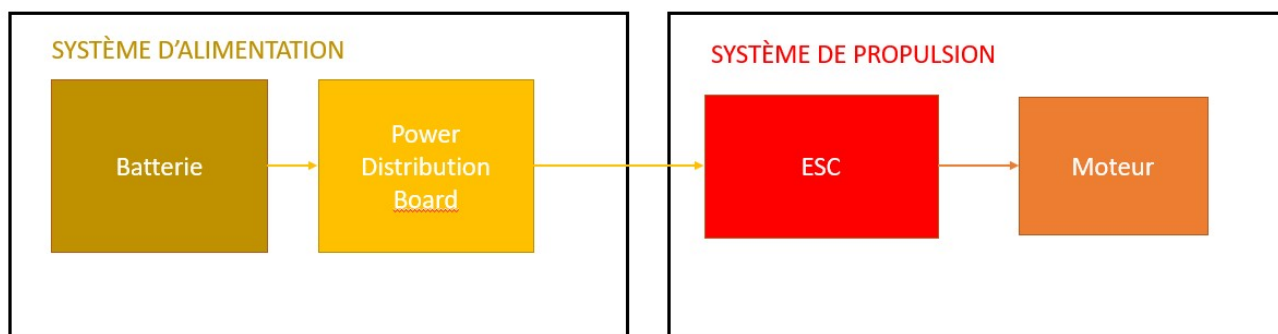 SYSTÈME D’ALIMENTATION
SYSTÈME DE PROPULSION
Batterie
Power
Distribution
Board
ESC
Moteur